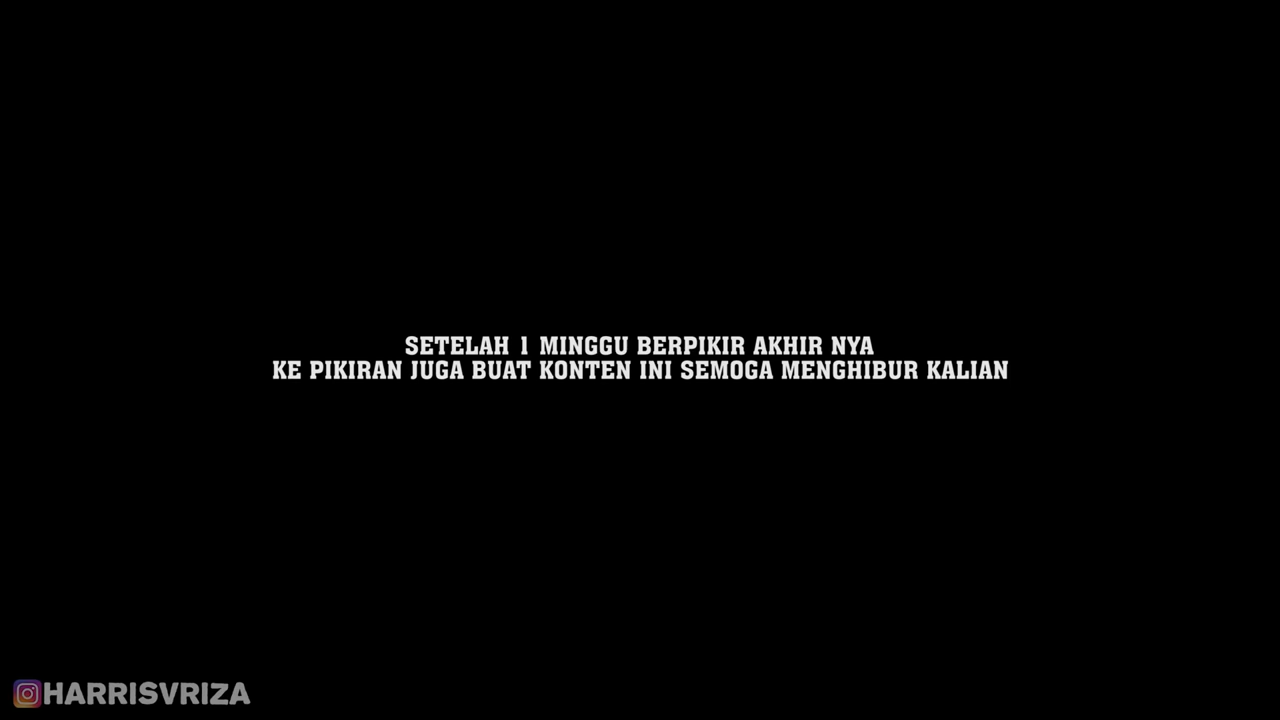 SETELAH 1 MINGGU BERPIKIR AKHIR NYA
KE PIKIRAN JUGA BUAT KONTEN INI SEMOGA MENGHIBUR KALIAN
HARRISVRIZA